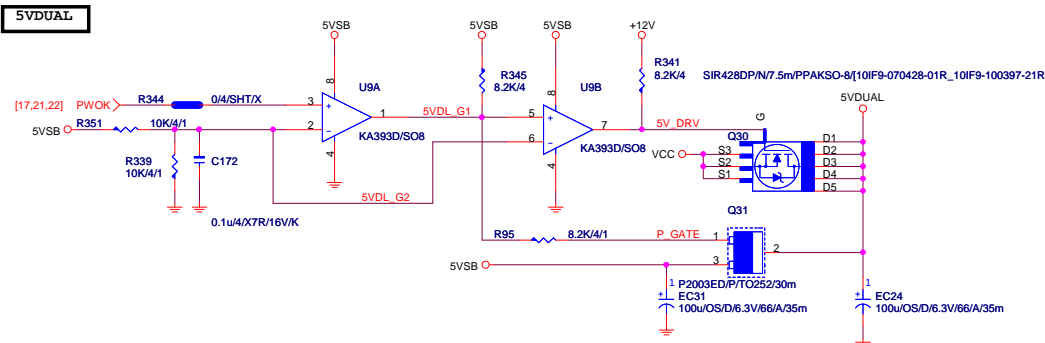 5VDUAL
5VSB
5VSB
5VSB
+12V
R341
8.2K/4
SIR428DP/N/7.5m/PPAKSO-8/[10IF9-070428-01R_10IF9-100397-21R
R345
8.2K/4
U9A
U9B
5VDUAL
[17,21,22] PWOK
R344
0/4/SHT/X
8
3
+
1
2
-
4
KA393D/SO8
5VDL_G1
8
5
+
7
6
-
4
KA393D/SO8
5V_DRV
G
Q30
VCC
S3
S2
S1
D1
D2
D3
D4
D5
5VSB
R351
10K/4/1
R339
10K/4/1
C172
0.1u/4/X7R/16V/K
5VDL_G2
Q31
R95
8.2K/4/1
P_GATE
1
2
3
5VSB
P2003ED/P/TO252/30m
1
+
EC31
100u/OS/D/6.3V/66/A/35m
1
+
EC24
100u/OS/D/6.3V/66/A/35m